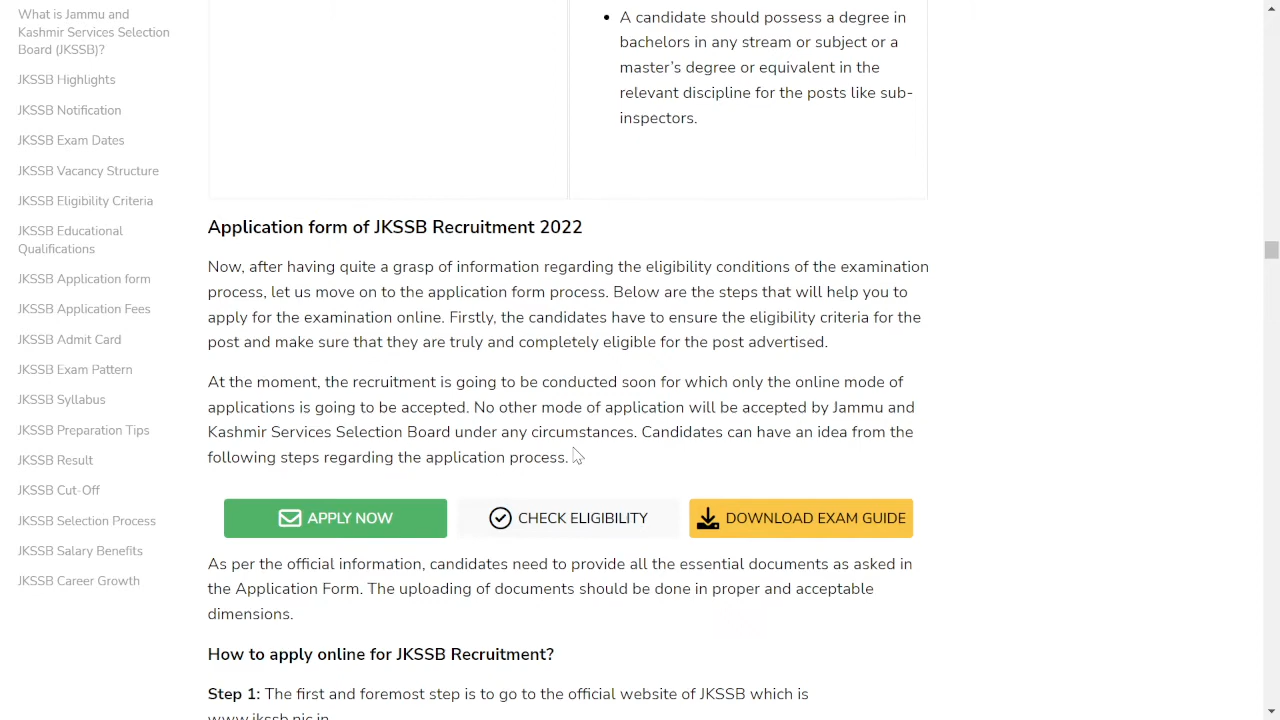 What is Jammu and
Kashmir Services Selection
Board (JKSSB)?
JKSSB Highlights
JKSSB Notification
JKSSB Exam Dates
JKSSB Vacancy Structure
JKSSB Eligibility Criteria
JKSSB Educational
Qualifications
JKSSB Application form
JKSSB Application Fees
JKSSB Admit Card
JKSSB Exam Pattern
JKSSB Syllabus
JKSSB Preparation Tips
JKSSB Result
JKSSB Cut-Off
JKSSB Selection Process
JKSSB Salary Benefits
JKSSB Career Growth
• A candidate should possess a degree in
bachelors in any stream or subject or a
master’s degree or equivalent in the
relevant discipline for the posts like sub-
inspectors.
Application form of JKSSB Recruitment 2022
Now, after having quite a grasp of information regarding the eligibility conditions of the examination
process, let us move on to the application form process. Below are the steps that will help you to
apply for the examination online. Firstly, the candidates have to ensure the eligibility criteria for the
post and make sure that they are truly and completely eligible for the post advertised.
At the moment, the recruitment is going to be conducted soon for which only the online mode of
applications is going to be accepted. No other mode of application will be accepted by Jammu and
Kashmir Services Selection Board under any circumstances. Candidates can have an idea from the
following steps regarding the application process.
APPLY NOW
CHECK ELIGIBILITY
DOWNLOAD EXAM GUIDE
As per the official information, candidates need to provide all the essential documents as asked in
the Application Form. The uploading of documents should be done in proper and acceptable
dimensions.
How to apply online for JKSSB Recruitment?
Step 1: The first and foremost step is to go to the official website of JKSSB which is
www.jkssb.nic.in